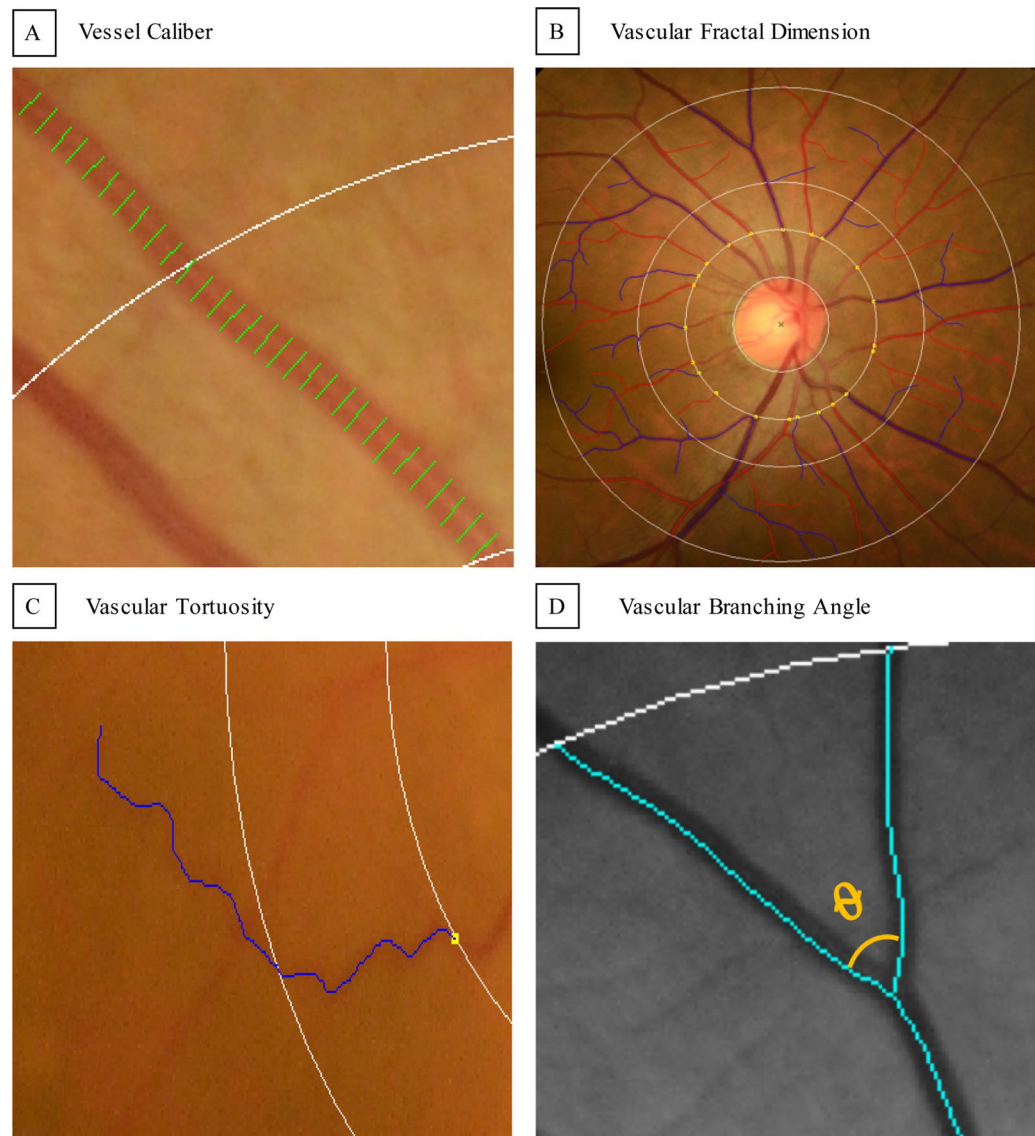 A Vessel Caliber
B Vascular Fractal Dimension
C Vascular Tortuosity
D Vascular Branching Angle
θ